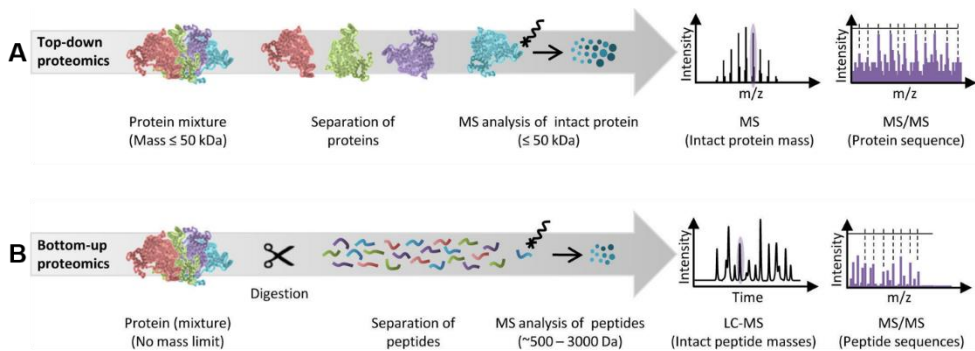 A
Top-down
proteomics
Protein mixture
(Mass ≤ 50 kDa)
Separation of
proteins
MS analysis of intact protein
(≤ 50 kDa)
Intensity
m/z
MS
(Intact protein mass)
Intensity
m/z
MS/MS
(Protein sequence)
B
Bottom-up
proteomics
Digestion
Protein (mixture)
(No mass limit)
Separation of
peptides
MS analysis of peptides
(~500 – 3000 Da)
Intensity
Time
LC-MS
(Intact peptide masses)
Intensity
m/z
MS/MS
(Peptide sequences)